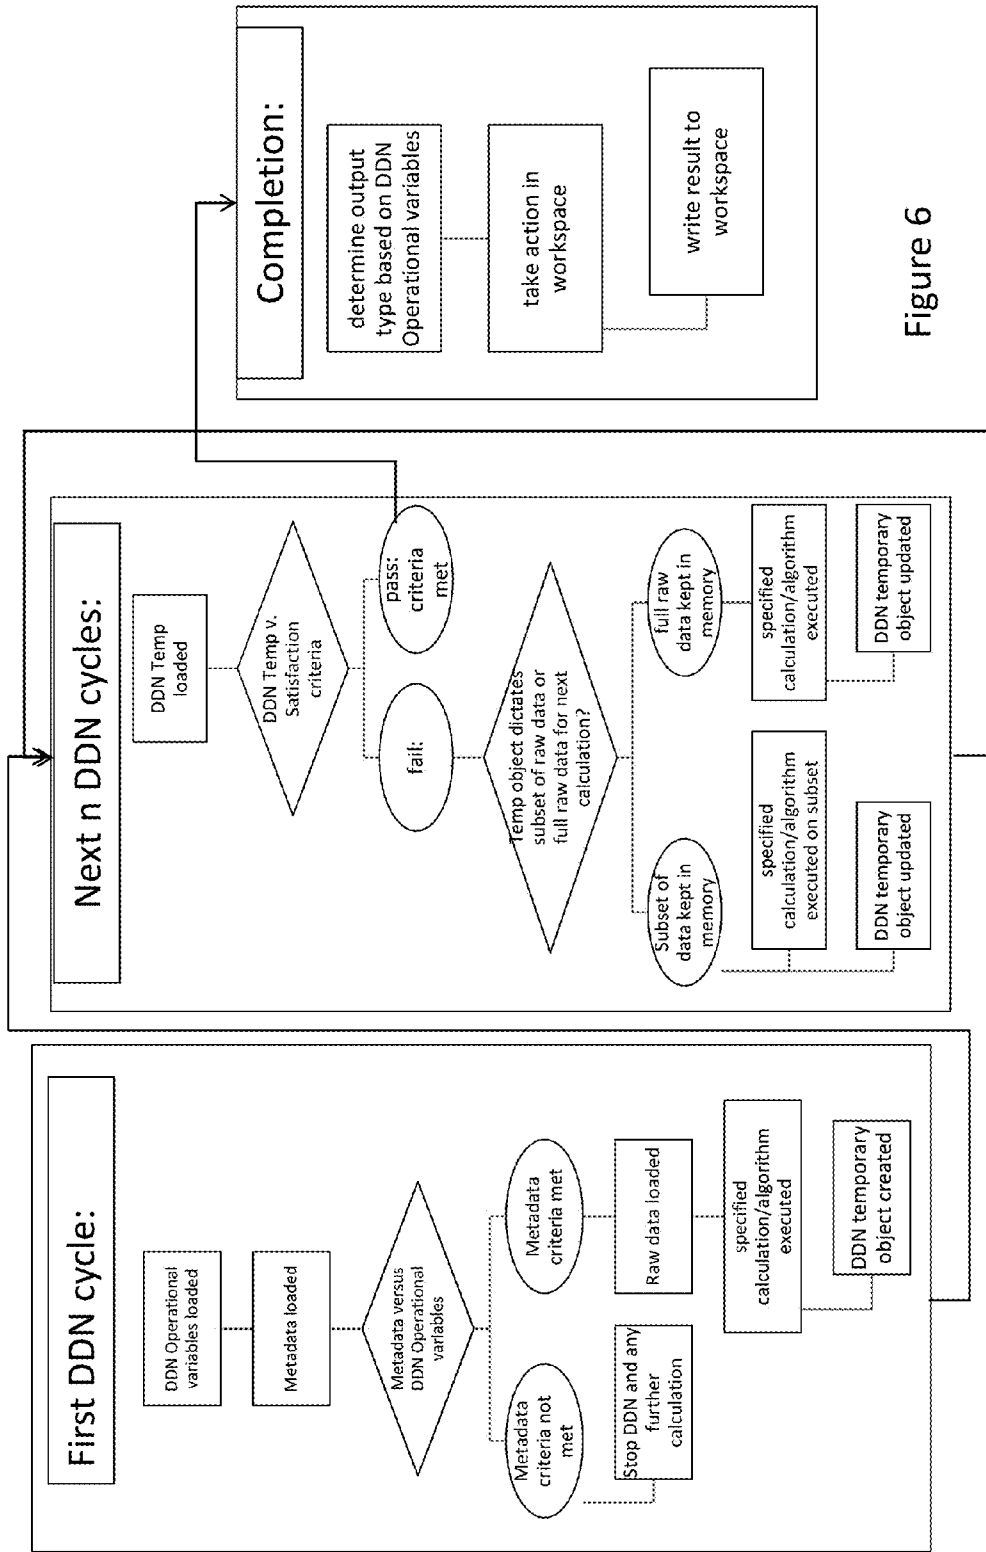 First DDN cycle:
DDN Operational
variables loaded
Metadata loaded
Metadata versus
DDN Operational
variables
Metadata
criteria not
met
Stop DDN and any
further
calculation
Metadata
criteria met
Raw data loaded
specified
calculation/algorithm
executed
DDN temporary
object created
Next n DDN cycles:
DDN Temp
loaded
DDN Temp v.
Satisfaction
criteria
fail:
pass:
criteria
met
Temp object dictates
subset of raw data or
full raw data for next
calculation?
Subset of
data kept in
memory
specified
calculation/algorithm
executed on subset
DDN temporary
object updated
full raw
data kept in
memory
specified
calculation/algorithm
executed
DDN temporary
object updated
Completion:
determine output
type based on DDN
Operational variables
take action in
workspace
write result to
workspace
Figure 6